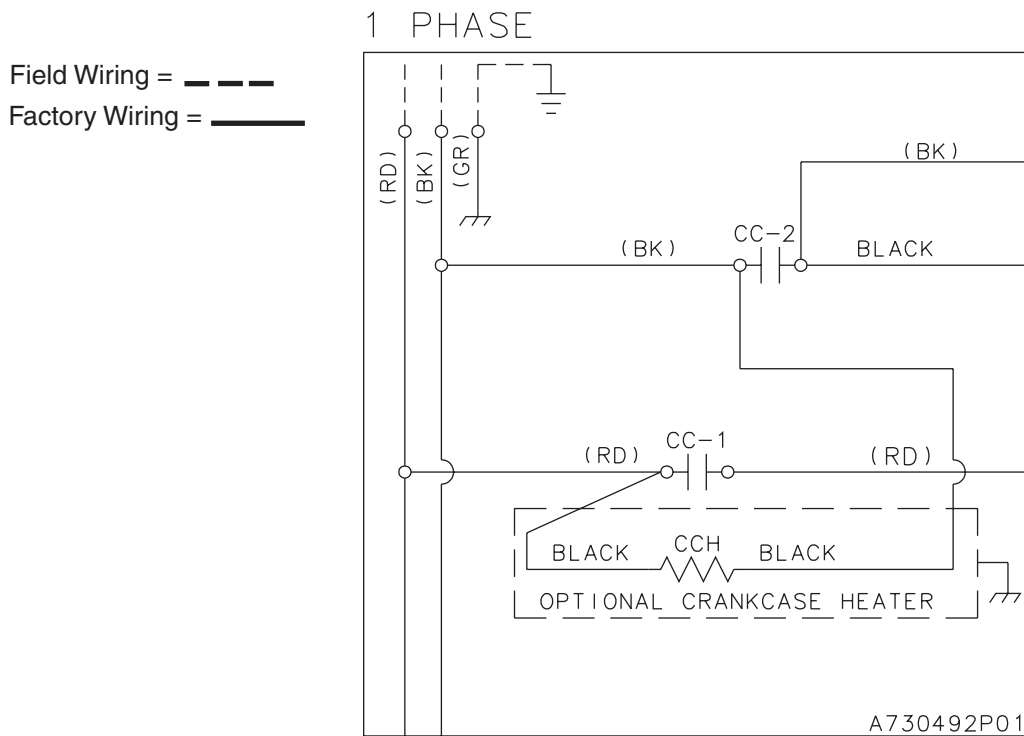 1 PHASE
Field Wiring =
Factory Wiring =
(RD)
(BK)
(GR)
(BK)
(BK)
CC-2
BLACK
(RD)
CC-1
(RD)
BLACK
CCH
BLACK
OPTIONAL CRANKCASE HEATER
A730492P01